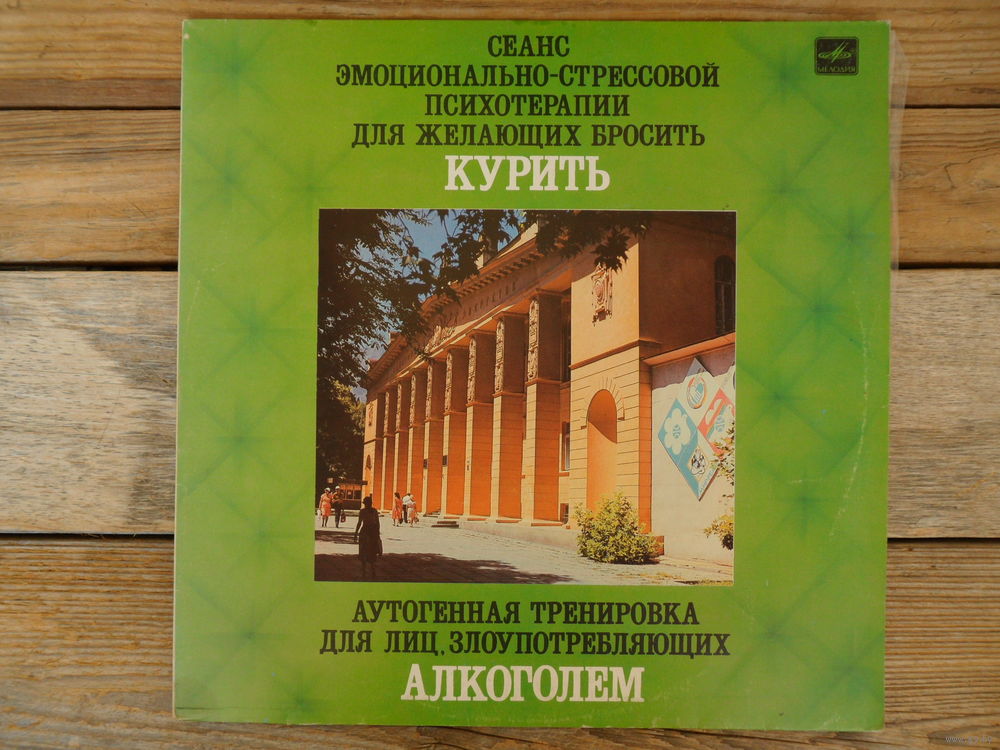 СЕАНС
ЭМОЦИОНАЛЬНО-СТРЕССОВОЙ
ПСИХОТЕРАПИИ
ДЛЯ ЖЕЛАЮЩИХ БРОСИТЬ
КУРИТЬ
МЕЛОДИЯ
АУТОГЕННАЯ ТРЕНИРОВКА
ДЛЯ ЛИЦ, ЗЛОУПОТРЕБЛЯЮЩИХ
АЛКОГОЛЕМ